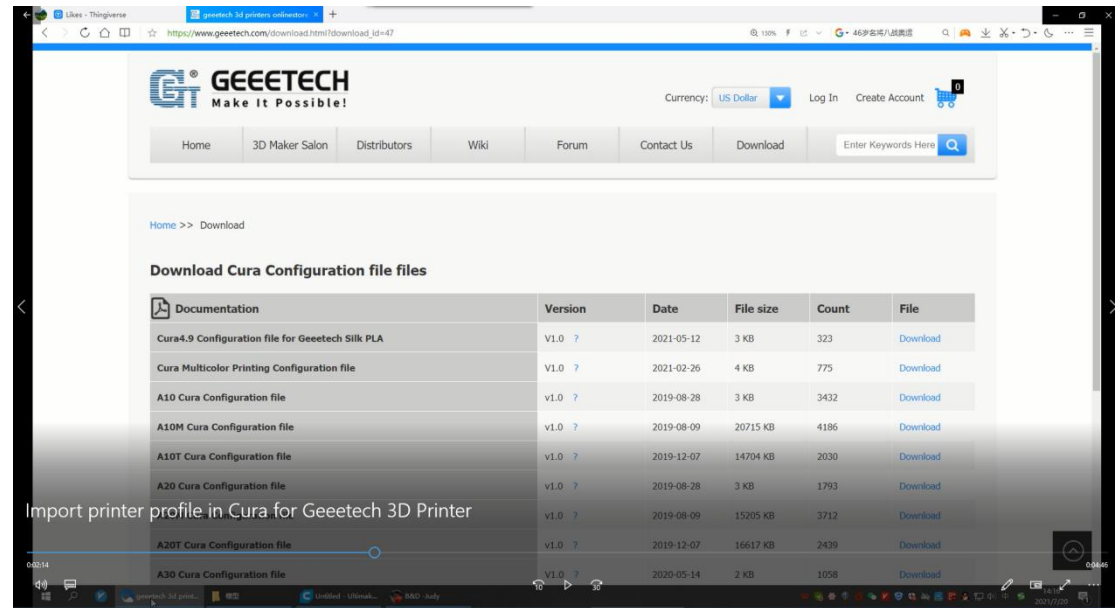 Likes - Thingiverse
geeetech 3d printers onlinestore
https://www.geeetech.com/download.html?download_id=47
130%
GEEETECH
Make It Possible!
Currency: US Dollar Log In Create Account 0
Home 3D Maker Salon Distributors Wiki Forum Contact Us Download Enter Keywords Here
Home >> Download
Download Cura Configuration file files
Documentation Version Date File size Count File
Cura4.9 Configuration file for Geeetech Silk PLA V1.0 ? 2021-05-12 3 KB 323 Download
Cura Multicolor Printing Configuration file V1.0 ? 2021-02-26 4 KB 775 Download
A10 Cura Configuration file v1.0 ? 2019-08-28 3 KB 3432 Download
A10M Cura Configuration file v1.0 ? 2019-08-09 20715 KB 4186 Download
A10T Cura Configuration file v1.0 ? 2019-12-07 14704 KB 2030 Download
A20 Cura Configuration file v1.0 ? 2019-08-28 3 KB 1793 Download
Import printer profile in Cura for Geeetech 3D Printer
v1.0 ? 2019-08-09 15205 KB 3712 Download
A20T Cura Configuration file v1.0 ? 2019-12-07 16617 KB 2439 Download
0:02:14 0:04:46
A30 Cura Configuration file V1.0 ? 2020-05-14 2 KB 1058 Download
10 30
geeetech 3d print... Untitled - Ultimak... R&D -Judy
2021/7/20